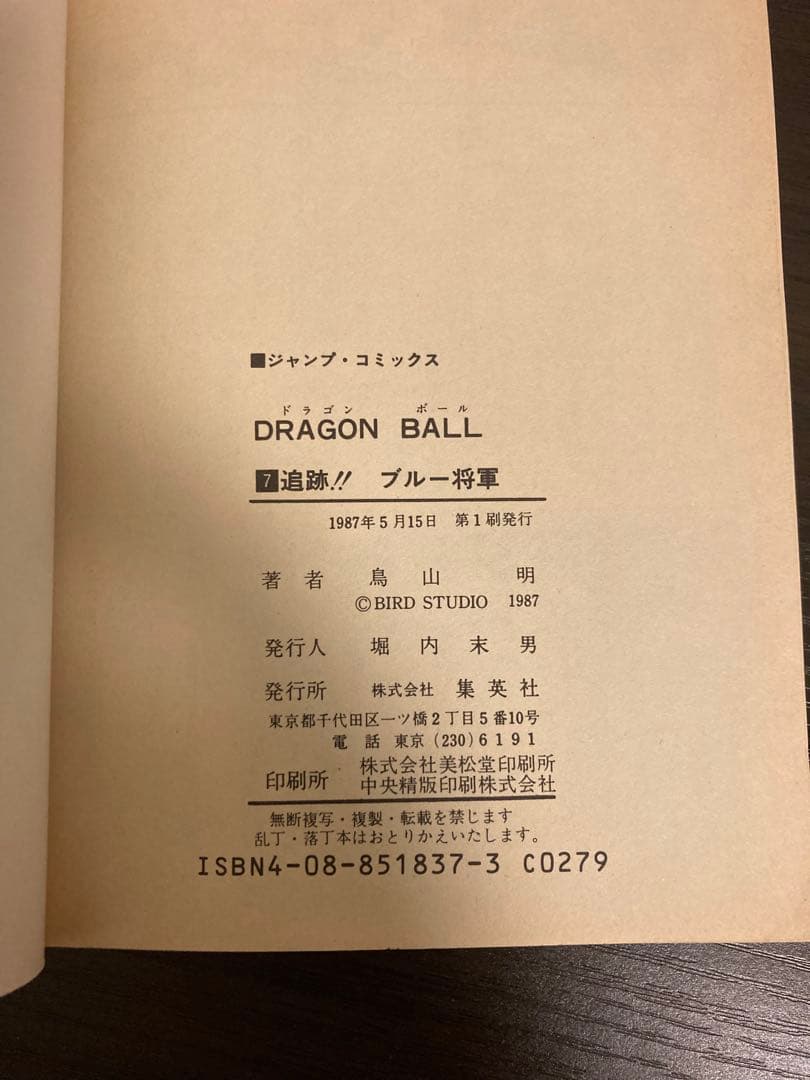 ■ジャンプ・コミックス
ドラゴン ボール
DRAGON BALL
7 追跡!! ブルー将軍
1987年5月15日 第1刷発行
著者 鳥山 明
©BIRD STUDIO 1987
発行人 堀内末男
発行所 株式会社 集英社
東京都千代田区一ツ橋2丁目5番10号
電話 東京(230)6191
印刷所 株式会社美松堂印刷所
中央精版印刷株式会社
無断複写・複製・転載を禁じます
乱丁・落丁本はおとりかえいたします。
ISBN4-08-851837-3 C0279